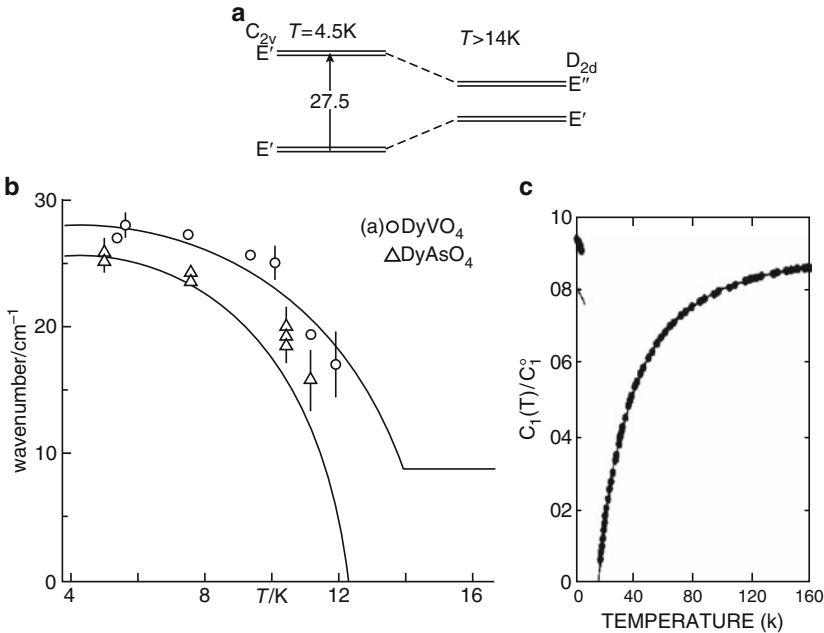 a
C₂ᵥ T=4.5K T>14K
E′ D₂d
E″
27.5
E′ E′
b
30
(a) ○ DyVO₄
△ DyAsO₄
20
wavenumber/cm⁻¹
10
0
4 8 T/K 12 16
c
10
08
06
04
02
0
C₁(T)/C₁°
0 40 80 120 160
TEMPERATURE (k)